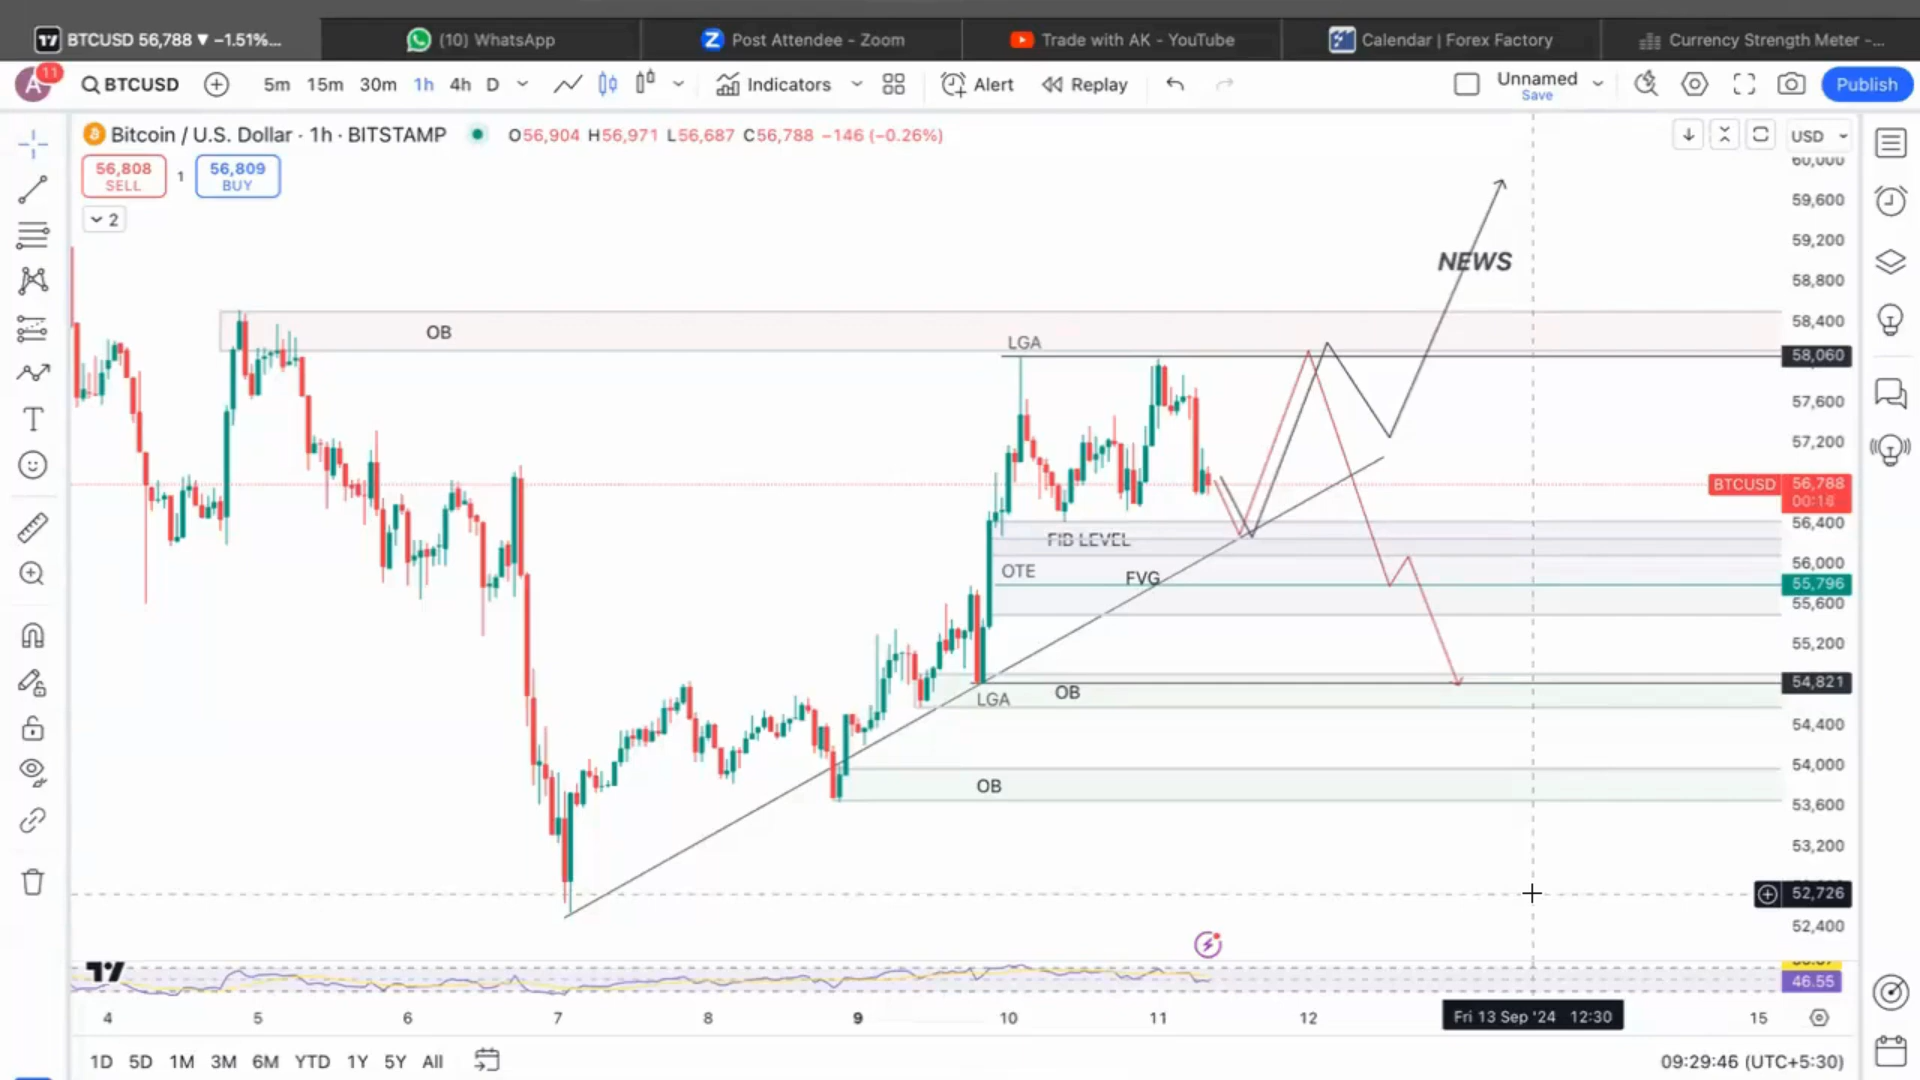 BTCUSD 56,788 ▼ −1.51%...
(10) WhatsApp
Post Attendee - Zoom
Trade with AK - YouTube
Calendar | Forex Factory
Currency Strength Meter -...
A
11
BTCUSD
5m 15m 30m 1h 4h D
Indicators
Alert
Replay
Unnamed
Save
Publish
Bitcoin / U.S. Dollar · 1h · BITSTAMP
O56,904 H56,971 L56,687 C56,788 −146 (−0.26%)
USD
56,808
SELL
1
56,809
BUY
2
60,000
59,600
59,200
NEWS
58,800
58,400
OB
LGA
58,060
57,600
57,200
BTCUSD 56,788
00:18
56,400
FIB LEVEL
56,000
OTE
FVG
55,796
55,600
55,200
54,821
OB
LGA
54,400
54,000
OB
53,600
53,200
52,726
52,400
46.55
4 5 6 7 8 9 10 11 12 Fri 13 Sep '24 12:30 15
1D 5D 1M 3M 6M YTD 1Y 5Y All
09:29:46 (UTC+5:30)